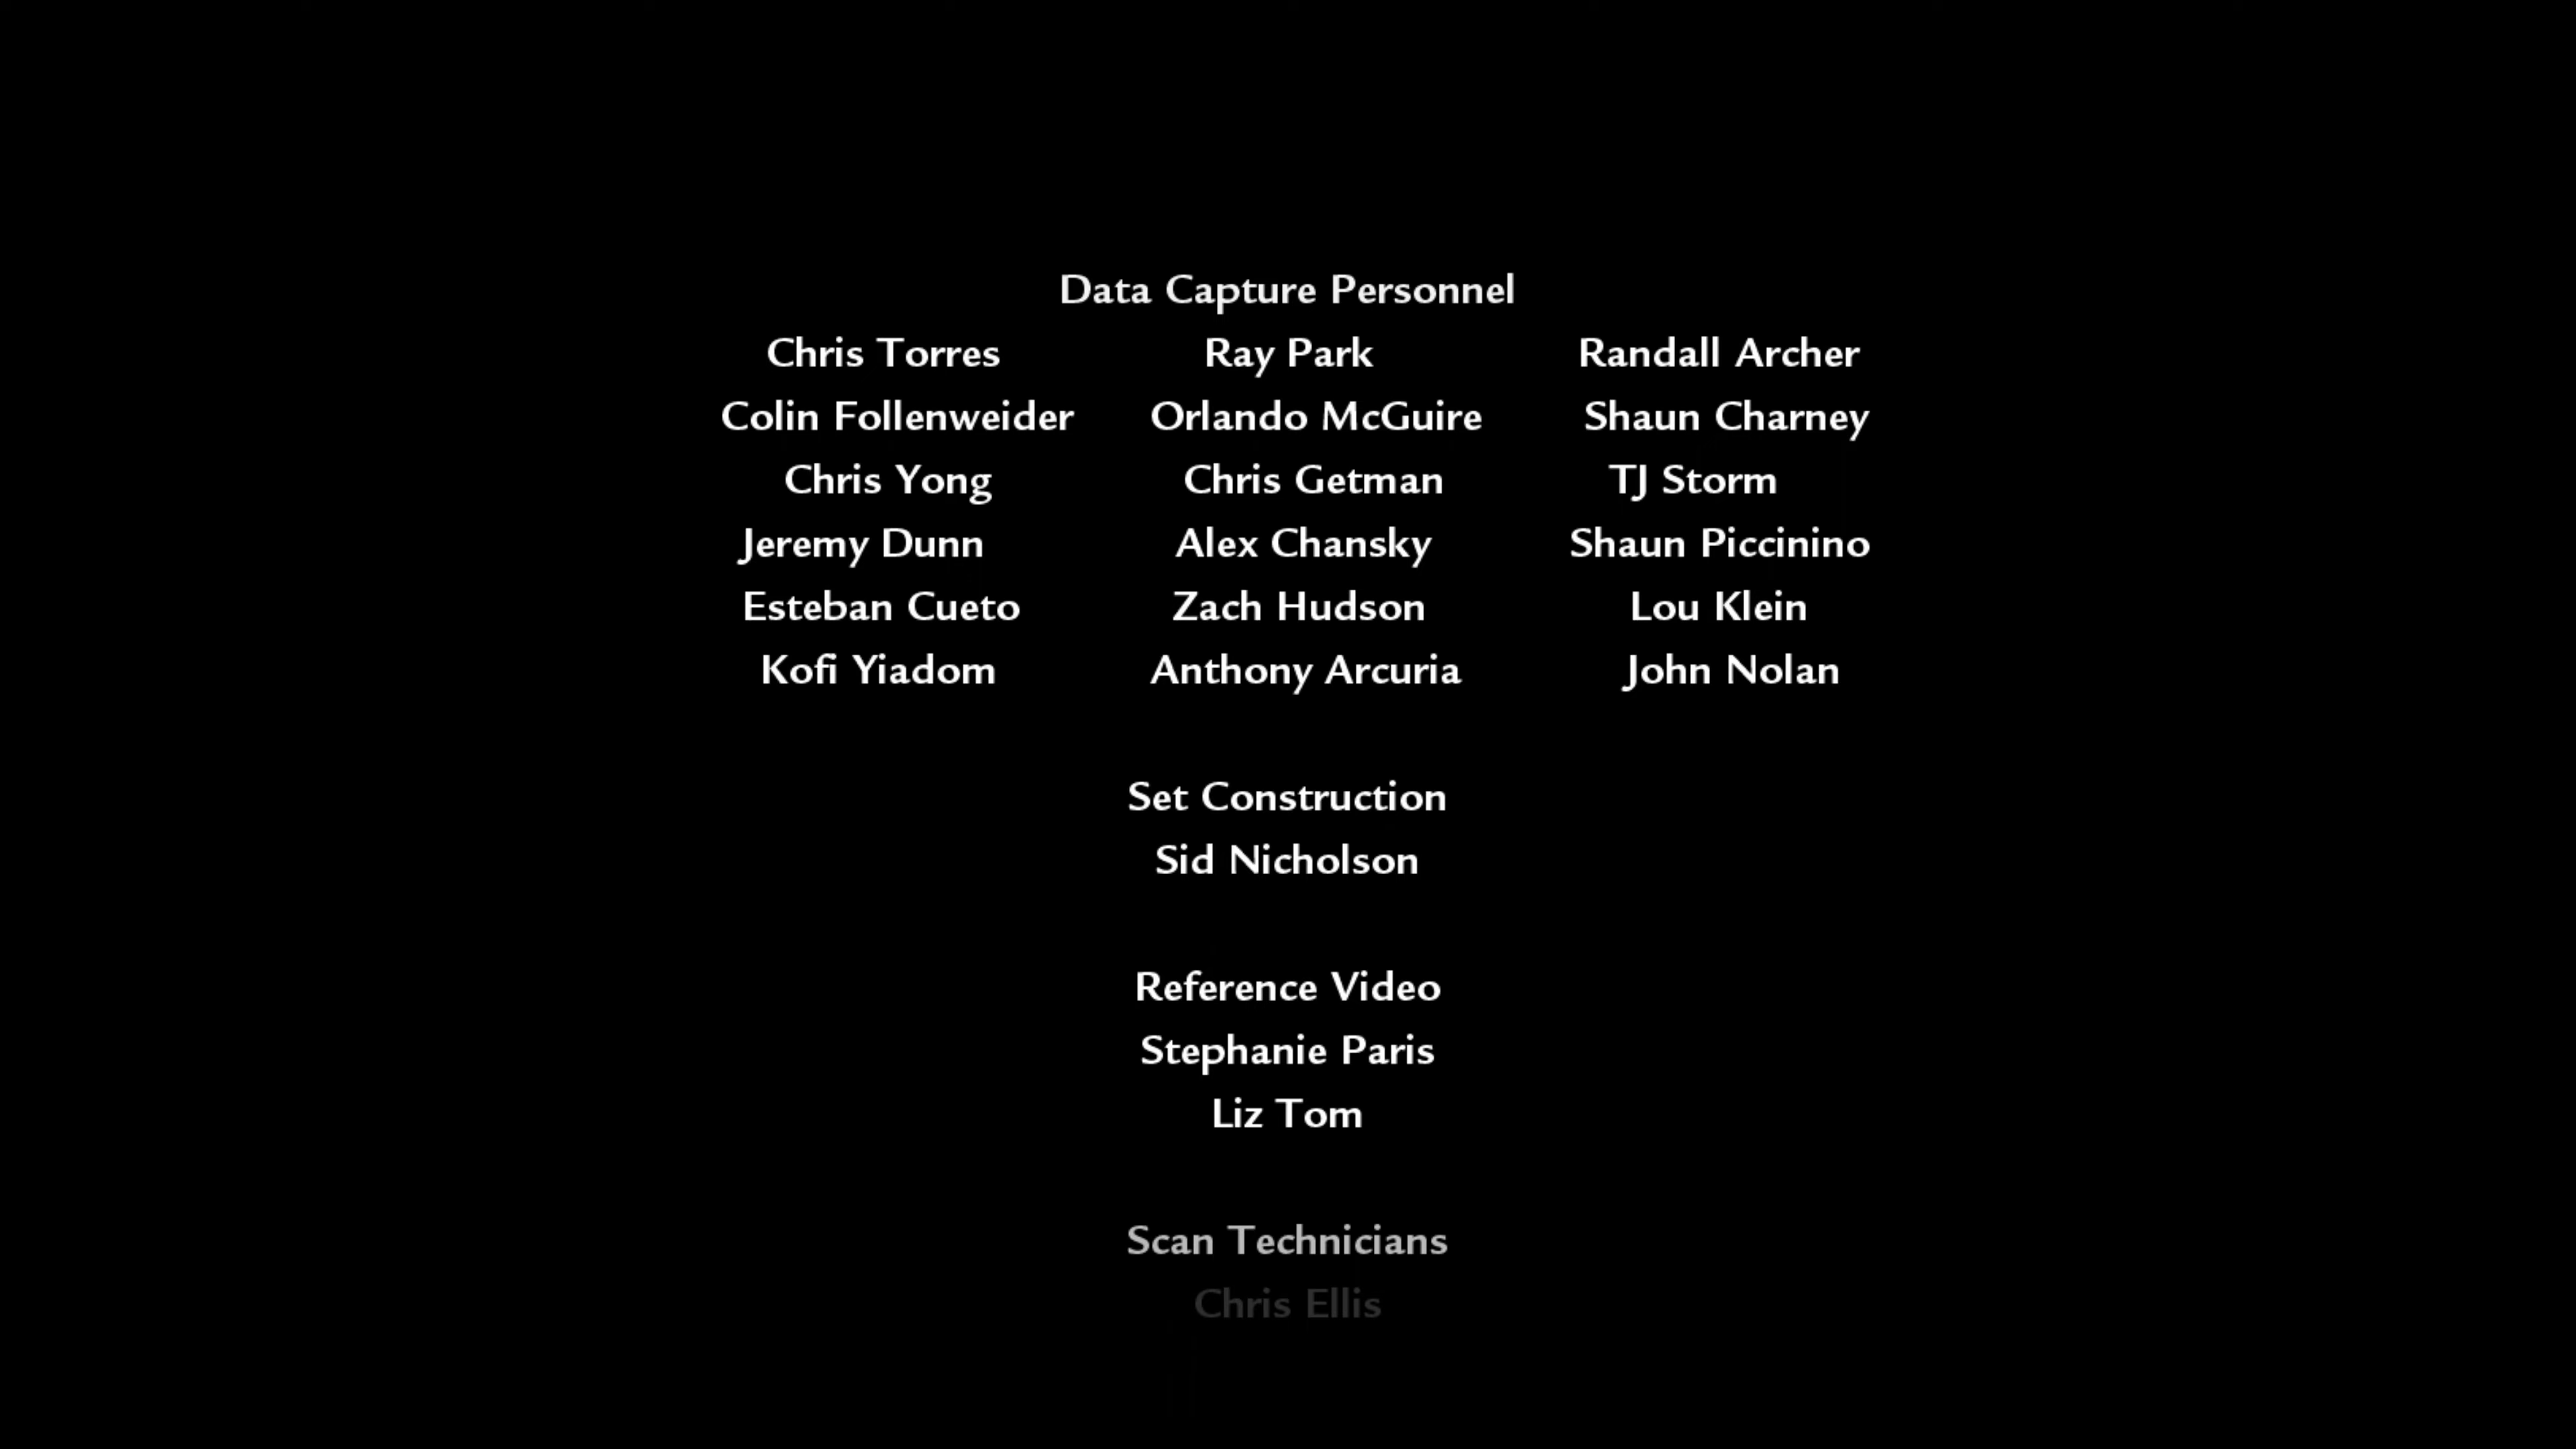 Data Capture Personnel
Chris Torres Ray Park Randall Archer
Colin Follenweider Orlando McGuire Shaun Charney
Chris Yong Chris Getman TJ Storm
Jeremy Dunn Alex Chansky Shaun Piccinino
Esteban Cueto Zach Hudson Lou Klein
Kofi Yiadom Anthony Arcuria John Nolan
Set Construction
Sid Nicholson
Reference Video
Stephanie Paris
Liz Tom
Scan Technicians
Chris Ellis